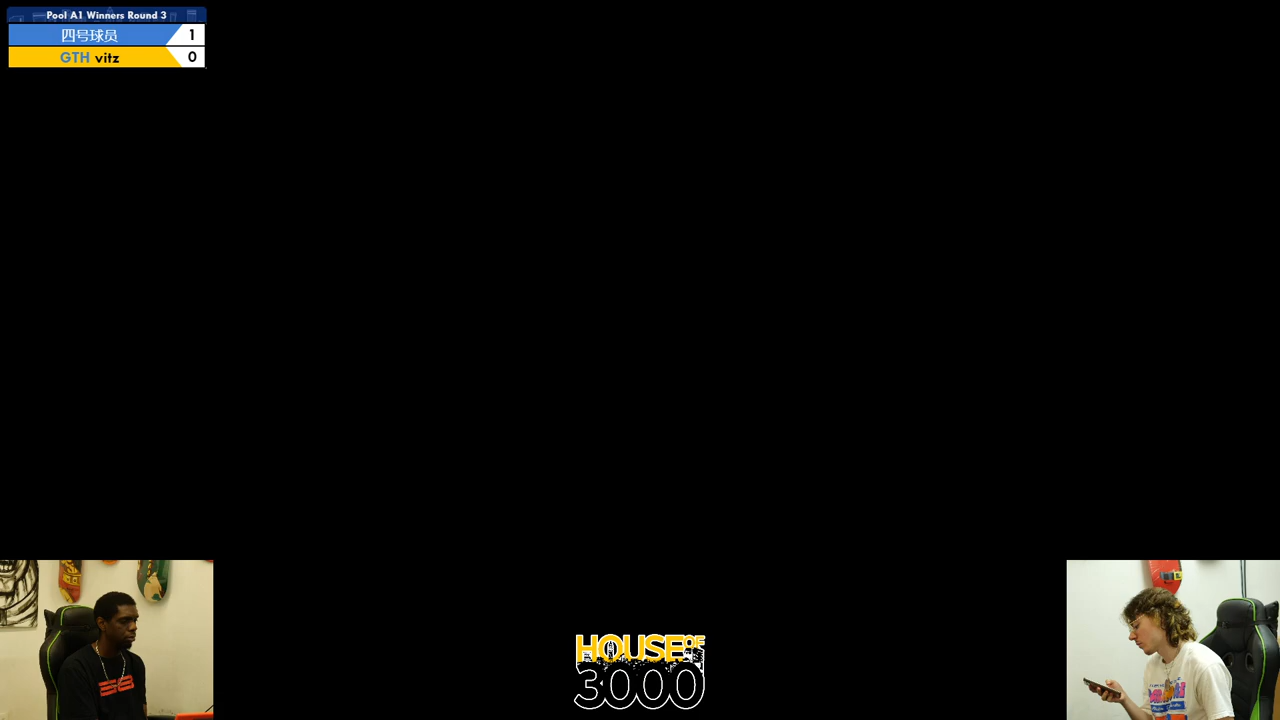 Pool A1 Winners Round 3
四号球员 1
GTH vitz 0
HOUSE OF
3000